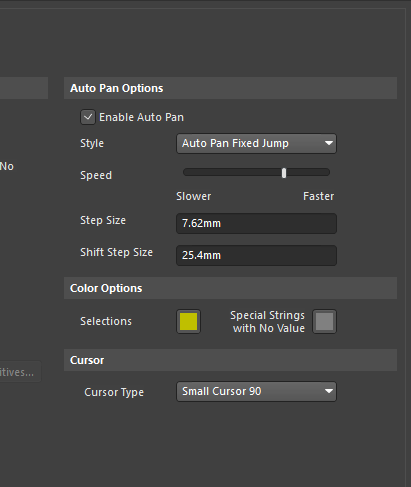 Auto Pan Options
Enable Auto Pan
Style Auto Pan Fixed Jump
No
Speed
Slower Faster
Step Size 7.62mm
Shift Step Size 25.4mm
Color Options
Selections Special Strings
with No Value
Cursor
itives...
Cursor Type Small Cursor 90